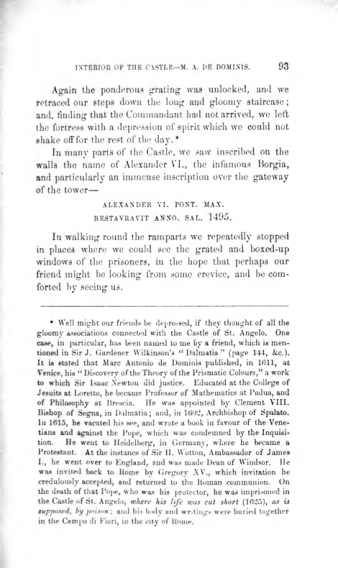 INTERIOR OF THE CASTLE—M. A. DE DOMINIS. 93
Again the ponderous grating was unlocked, and we
retraced our steps down the long and gloomy staircase;
and, finding that the Commandant had not arrived, we left
the fortress with a depression of spirit which we could not
shake off for the rest of the day.*
In many parts of the Castle, we saw inscribed on the
walls the name of Alexander VI., the infamous Borgia,
and particularly an immense inscription over the gateway
of the tower—
ALEXANDER VI. PONT. MAX.
RESTAVRAVIT ANNO. SAL. 1495.
In walking round the ramparts we repeatedly stopped
in places where we could see the grated and boxed-up
windows of the prisoners, in the hope that perhaps our
friend might be looking from some crevice, and be com-
forted by seeing us.
* Well might our friends be depressed, if they thought of all the
gloomy associations connected with the Castle of St. Angelo. One
case, in particular, has been named to me by a friend, which is men-
tioned in Sir J. Gardener Wilkinson's "Dalmatia" (page 144, &c.).
It is stated that Marc Antonio de Dominis published, in 1611, at
Venice, his "Discovery of the Theory of the Prismatic Colours," a work
to which Sir Isaac Newton did justice. Educated at the College of
Jesuits at Loretto, he became Professor of Mathematics at Padua, and
of Philosophy at Brescia. He was appointed by Clement VIII.
Bishop of Segna, in Dalmatia; and, in 1602, Archbishop of Spalato.
In 1615, he vacated his see, and wrote a book in favour of the Vene-
tians and against the Pope, which was condemned by the Inquisi-
tion. He went to Heidelberg, in Germany, where he became a
Protestant. At the instance of Sir H. Wotton, Ambassador of James
I., he went over to England, and was made Dean of Windsor. He
was invited back to Rome by Gregory XV., which invitation he
credulously accepted, and returned to the Roman communion. On
the death of that Pope, who was his protector, he was imprisoned in
the Castle of St. Angelo, where his life was cut short (1625), as is
supposed, by poison; and his body and writings were buried together
in the Campo di Fiori, in the city of Rome.